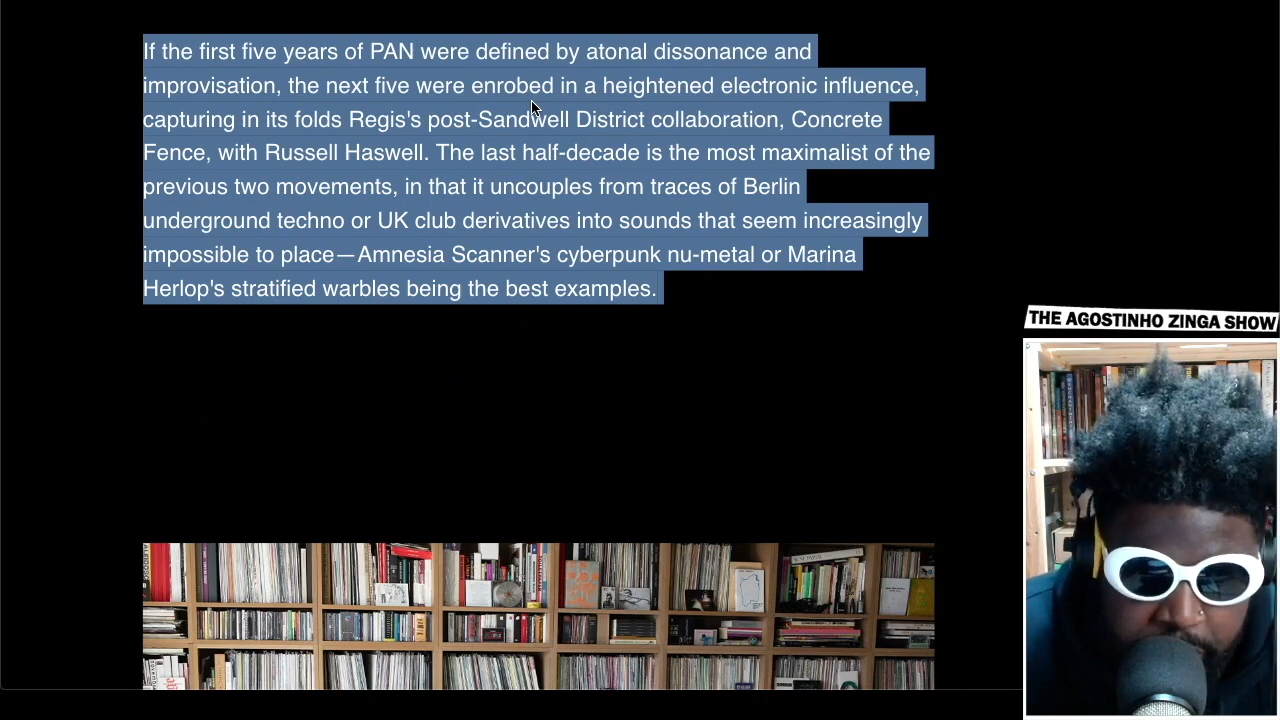 If the first five years of PAN were defined by atonal dissonance and
improvisation, the next five were enrobed in a heightened electronic influence,
capturing in its folds Regis's post-Sandwell District collaboration, Concrete
Fence, with Russell Haswell. The last half-decade is the most maximalist of the
previous two movements, in that it uncouples from traces of Berlin
underground techno or UK club derivatives into sounds that seem increasingly
impossible to place—Amnesia Scanner's cyberpunk nu-metal or Marina
Herlop's stratified warbles being the best examples.
THE AGOSTINHO ZINGA SHOW